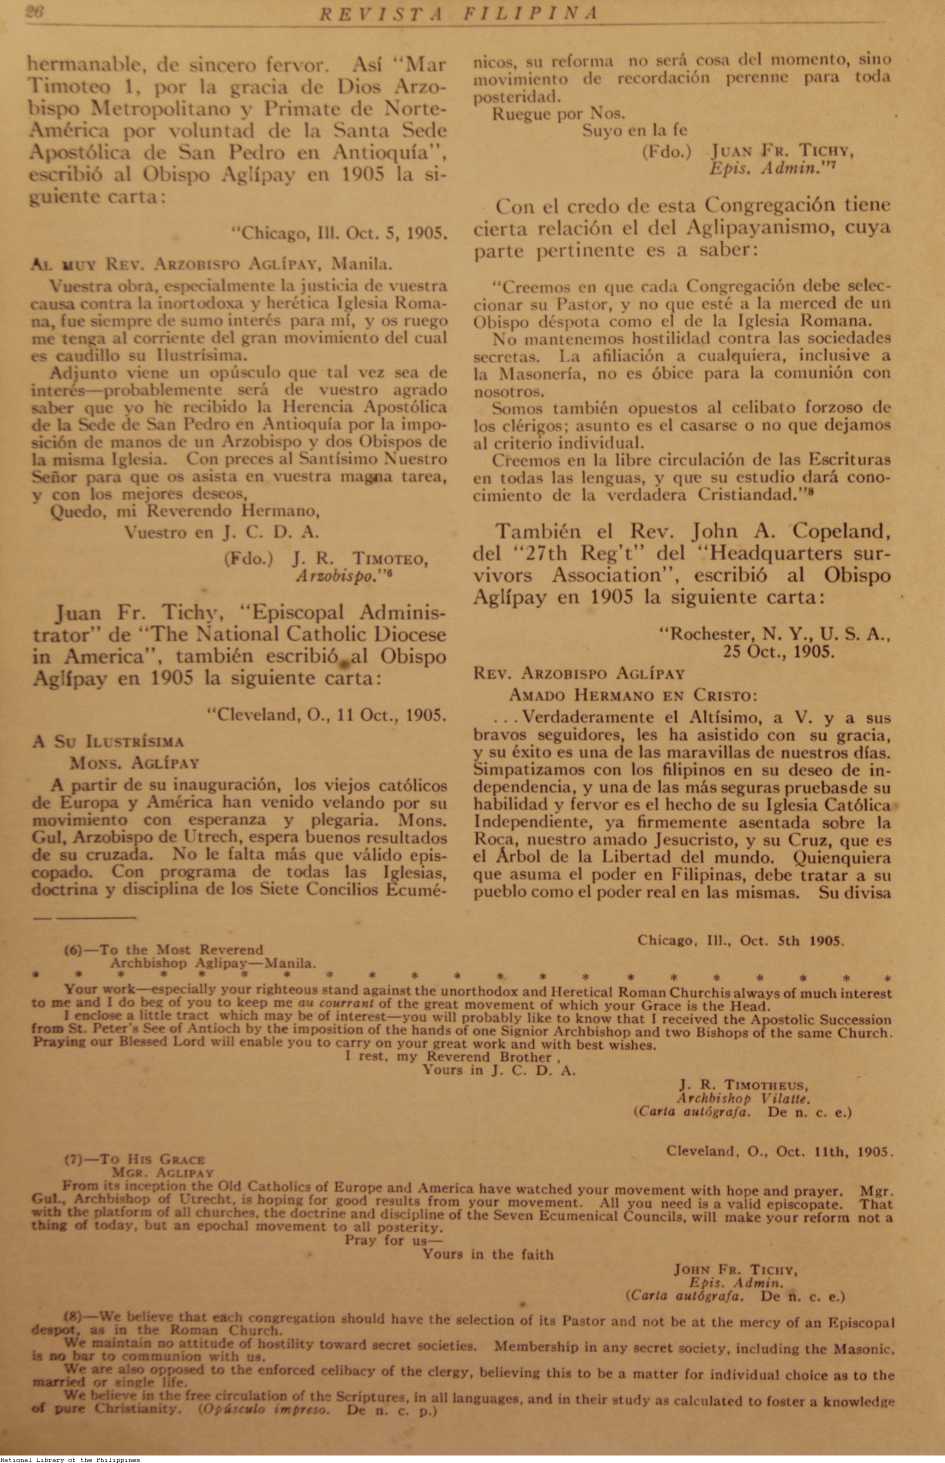 26
REVISTA FILIPINA
hermanable, de sincero fervor. Así “Mar
Timoteo 1, por la gracia de Dios Arzo-
bispo Metropolitano y Primate de Norte-
América por voluntad de la Santa Sede
Apostólica de San Pedro en Antioquía”,
escribió al Obispo Aglípay en 1905 la si-
guiente carta:
“Chicago, Ill. Oct. 5, 1905.
AL MUY REV. ARZOBISPO AGLÍPAY, Manila.
Vuestra obra, especialmente la justicia de vuestra
causa contra la inortodoxa y herética Iglesia Roma-
na, fue siempre de sumo interés para mí, y os ruego
me tenga al corriente del gran movimiento del cual
es caudillo su Ilustrísima.
Adjunto viene un opúsculo que tal vez sea de
interés—probablemente será de vuestro agrado
saber que yo he recibido la Herencia Apostólica
de la Sede de San Pedro en Antioquía por la impo-
sición de manos de un Arzobispo y dos Obispos de
la misma Iglesia. Con preces al Santísimo Nuestro
Señor para que os asista en vuestra magna tarea,
y con los mejores deseos,
Quedo, mi Reverendo Hermano,
Vuestro en J. C. D. A.
(Fdo.) J. R. TIMOTEO,
Arzobispo.”⁶
Juan Fr. Tichy, “Episcopal Adminis-
trator” de “The National Catholic Diocese
in America”, también escribió al Obispo
Aglípay en 1905 la siguiente carta:
“Cleveland, O., 11 Oct., 1905.
A SU ILUSTRÍSIMA
MONS. AGLÍPAY
A partir de su inauguración, los viejos católicos
de Europa y América han venido velando por su
movimiento con esperanza y plegaria. Mons.
Gul, Arzobispo de Utrech, espera buenos resultados
de su cruzada. No le falta más que válido epis-
copado. Con programa de todas las Iglesias,
doctrina y disciplina de los Siete Concilios Ecumé-
nicos, su reforma no será cosa del momento, sino
movimiento de recordación perenne para toda
posteridad.
Ruegue por Nos.
Suyo en la fe
(Fdo.) JUAN FR. TICHY,
Epis. Admin.”⁷
Con el credo de esta Congregación tiene
cierta relación el del Aglipayanismo, cuya
parte pertinente es a saber:
“Creemos en que cada Congregación debe selec-
cionar su Pastor, y no que esté a la merced de un
Obispo déspota como el de la Iglesia Romana.
No mantenemos hostilidad contra las sociedades
secretas. La afiliación a cualquiera, inclusive a
la Masonería, no es óbice para la comunión con
nosotros.
Somos también opuestos al celibato forzoso de
los clérigos; asunto es el casarse o no que dejamos
al criterio individual.
Creemos en la libre circulación de las Escrituras
en todas las lenguas, y que su estudio dará cono-
cimiento de la verdadera Cristiandad.”⁸
También el Rev. John A. Copeland,
del “27th Reg’t” del “Headquarters sur-
vivors Association”, escribió al Obispo
Aglípay en 1905 la siguiente carta:
“Rochester, N. Y., U. S. A.,
25 Oct., 1905.
REV. ARZOBISPO AGLÍPAY
AMADO HERMANO EN CRISTO:
...Verdaderamente el Altísimo, a V. y a sus
bravos seguidores, les ha asistido con su gracia,
y su éxito es una de las maravillas de nuestros días.
Simpatizamos con los filipinos en su deseo de in-
dependencia, y una de las más seguras pruebasde su
habilidad y fervor es el hecho de su Iglesia Católica
Independiente, ya firmemente asentada sobre la
Roca, nuestro amado Jesucristo, y su Cruz, que es
el Árbol de la Libertad del mundo. Quienquiera
que asuma el poder en Filipinas, debe tratar a su
pueblo como el poder real en las mismas. Su divisa
Chicago, Ill., Oct. 5th 1905.
(6)—To the Most Reverend
Archbishop Aglipay—Manila.
* * * * * * * * * * * * * * * * * * * * *
Your work—especially your righteous stand against the unorthodox and Heretical Roman Churchis always of much interest
to me and I do beg of you to keep me au courrant of the great movement of which your Grace is the Head.
I enclose a little tract which may be of interest—you will probably like to know that I received the Apostolic Succession
from St. Peter’s See of Antioch by the imposition of the hands of one Signior Archbishop and two Bishops of the same Church.
Praying our Blessed Lord will enable you to carry on your great work and with best wishes.
I rest, my Reverend Brother,
Yours in J. C. D. A.
J. R. TIMOTHEUS,
Archbishop Vilatte.
(Carta autógrafa. De n. c. e.)
Cleveland, O., Oct. 11th, 1905.
(7)—TO HIS GRACE
MGR. AGLIPAY
From its inception the Old Catholics of Europe and America have watched your movement with hope and prayer. Mgr.
Gul., Archbishop of Utrecht, is hoping for good results from your movement. All you need is a valid episcopate. That
with the platform of all churches, the doctrine and discipline of the Seven Ecumenical Councils, will make your reform not a
thing of today, but an epochal movement to all posterity.
Pray for us—
Yours in the faith
JOHN FR. TICHY,
Epis. Admin.
(Carta autógrafa. De n. c. e.)
(8)—We believe that each congregation should have the selection of its Pastor and not be at the mercy of an Episcopal
despot, as in the Roman Church.
We maintain no attitude of hostility toward secret societies. Membership in any secret society, including the Masonic,
is no bar to communion with us.
We are also opposed to the enforced celibacy of the clergy, believing this to be a matter for individual choice as to the
married or single life.
We believe in the free circulation of the Scriptures, in all languages, and in their study as calculated to foster a knowledge
of pure Christianity. (Opúsculo impreso. De n. c. p.)
National Library of the Philippines